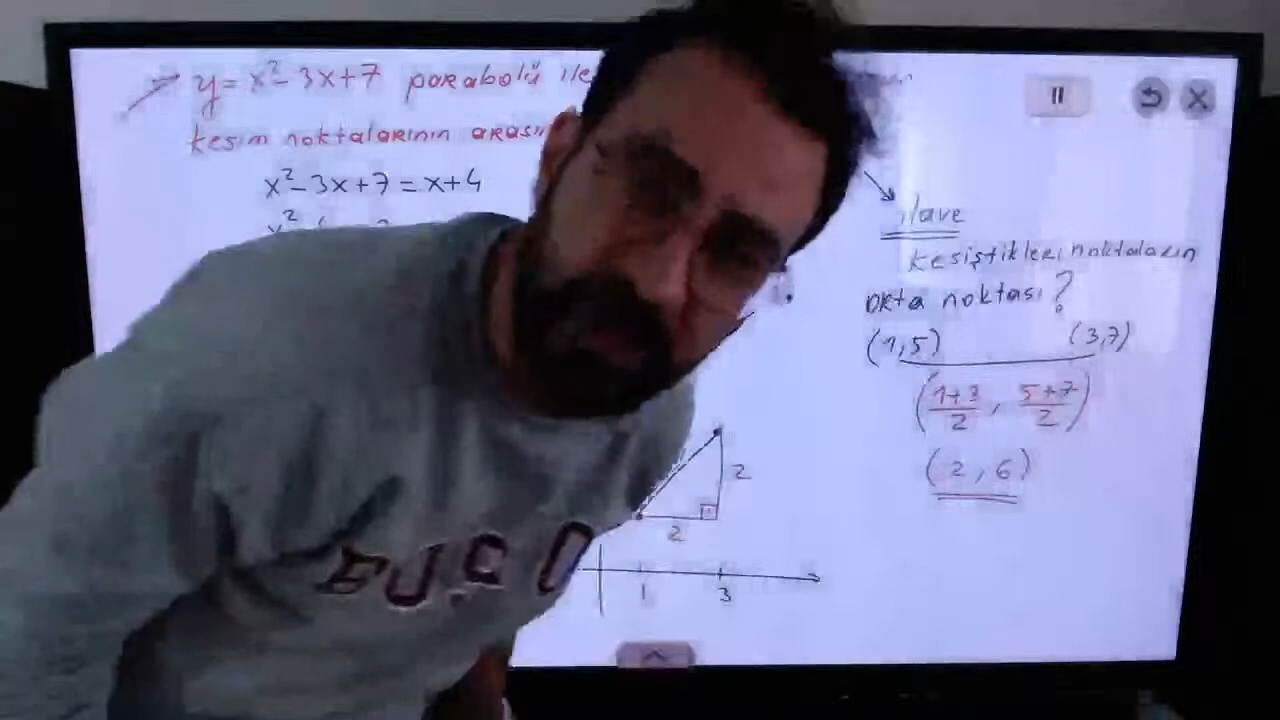 y = x² - 3x + 7 parabolü ile
kesim noktalarının
x² - 3x + 7 = x + 4
ilave
kesiştikleri noktaların
orta noktası?
(1,5) (3,7)
(1+3/2, 5+7/2)
(2, 6)
2
2
1 3